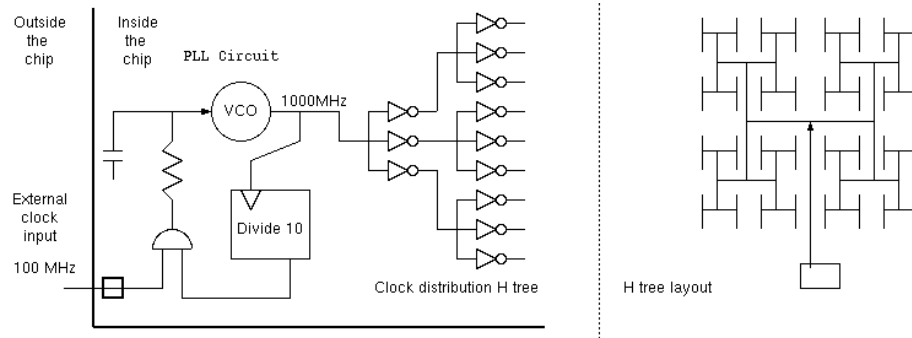 Outside
the
chip
Inside
the
chip
PLL Circuit
VCO
1000MHz
External
clock
input
100 MHz
Divide 10
Clock distribution H tree
H tree layout